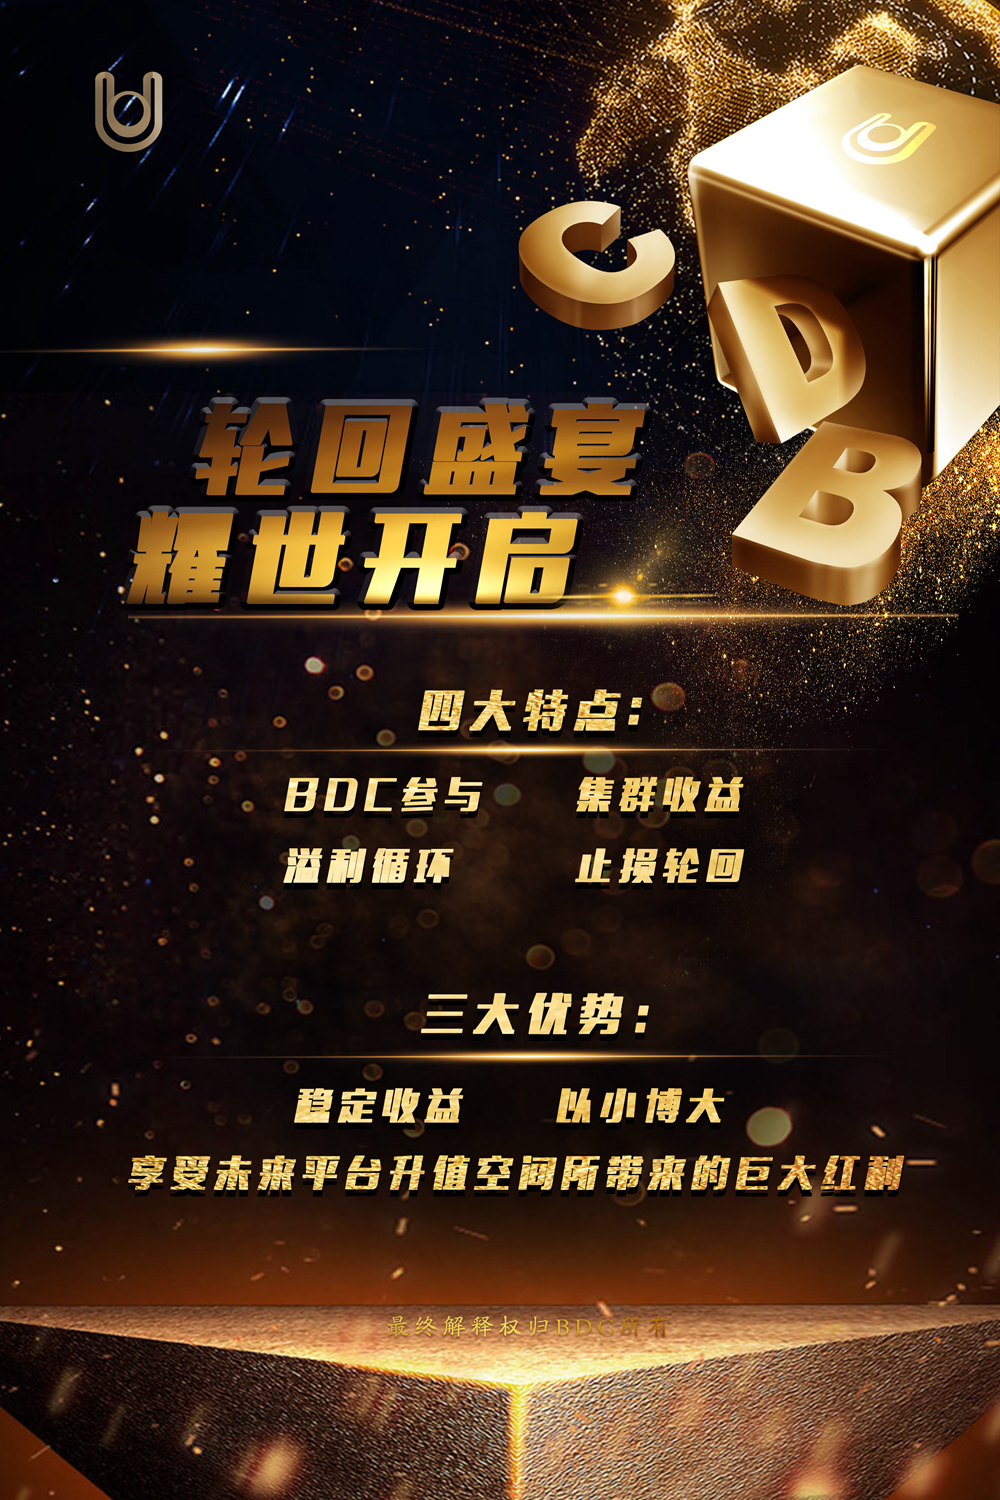 C
D
B
轮回盛宴
耀世开启
四大特点:
BDC参与 集群收益
溢利循环 止损轮回
三大优势:
稳定收益 以小博大
享受未来平台升值空间所带来的巨大红利
最终解释权归BDC所有